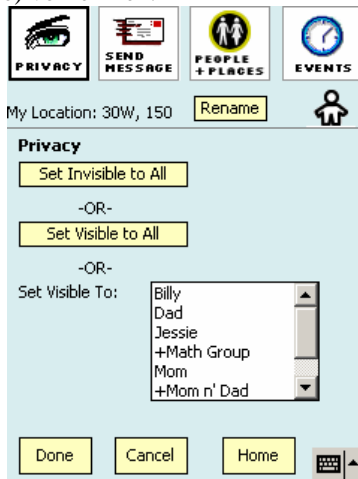 PRIVACY
SEND
MESSAGE
PEOPLE
+PLACES
EVENTS
My Location: 30W, 150
Rename
Privacy
Set Invisible to All
-OR-
Set Visible to All
-OR-
Set Visible To:
Billy
Dad
Jessie
+Math Group
Mom
+Mom n' Dad
Done
Cancel
Home